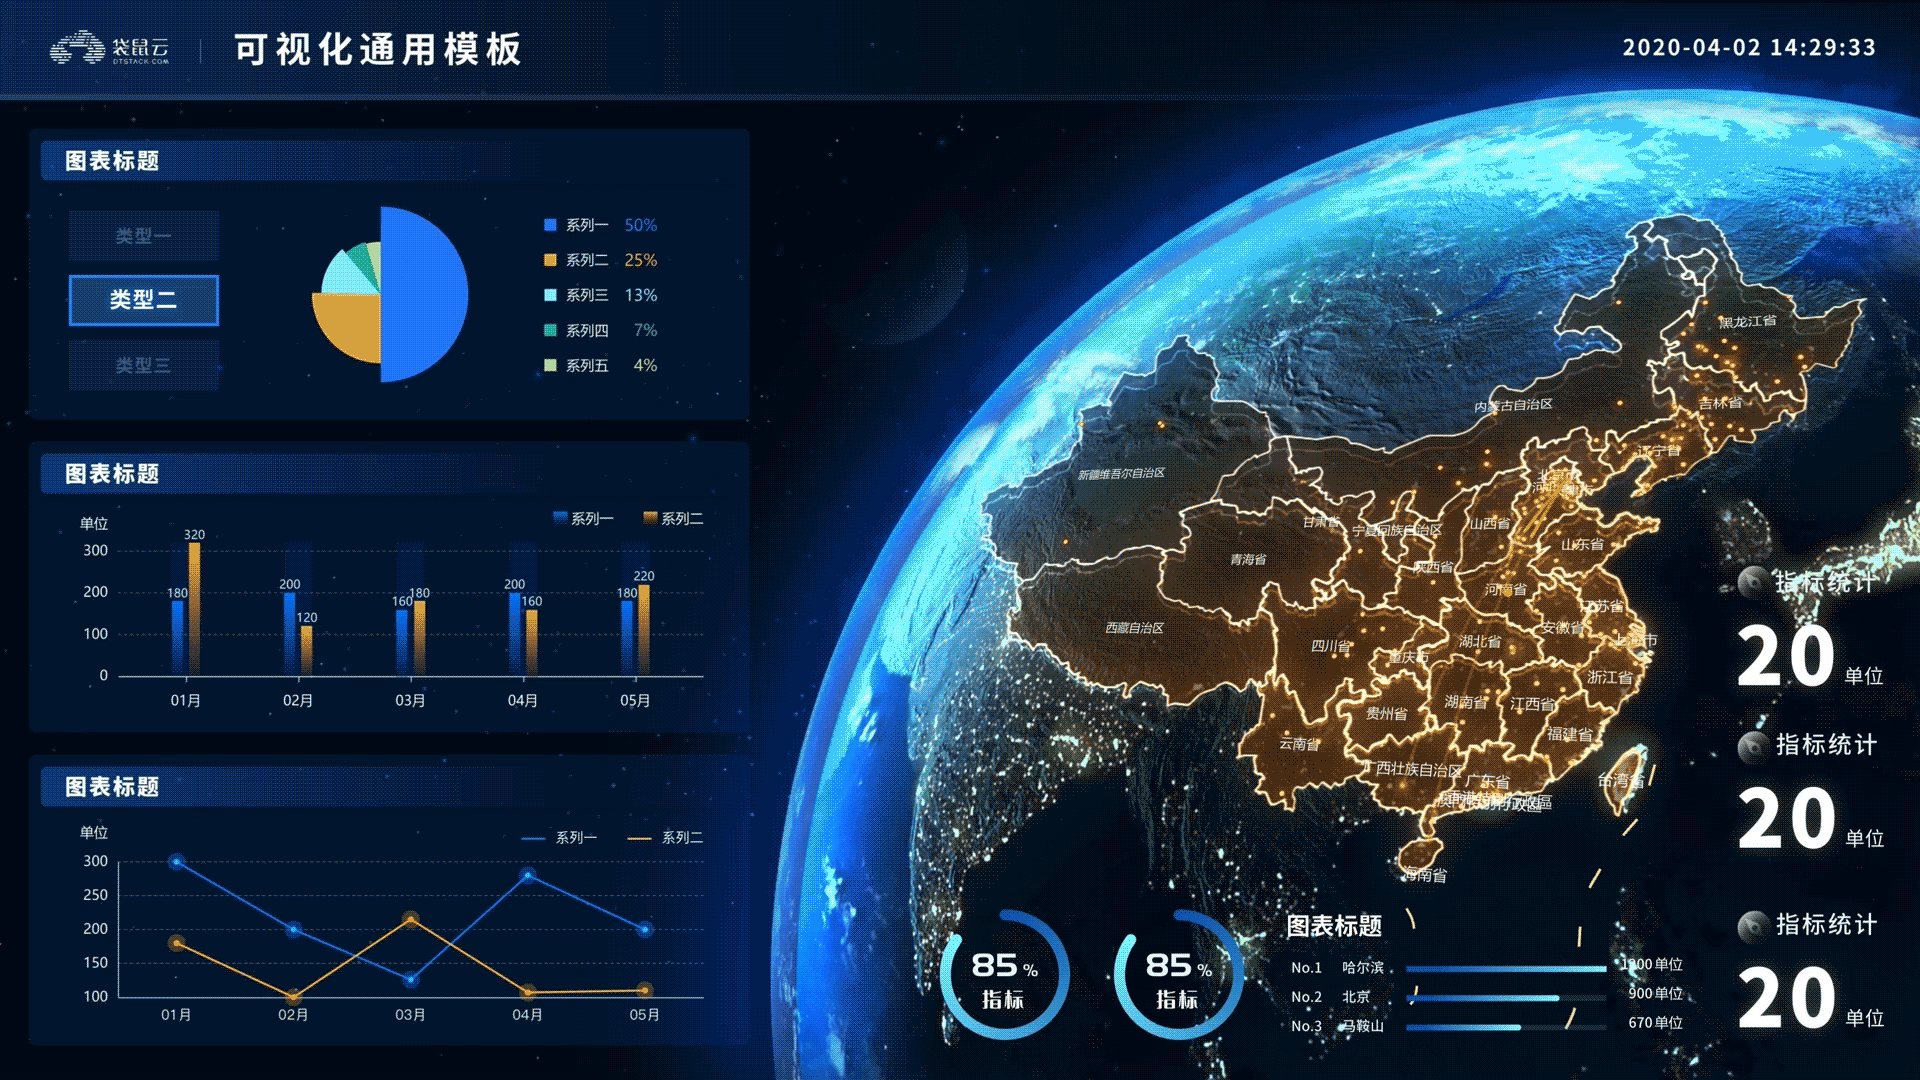 袋鼠云
DTSTACK.COM
可视化通用模板
2020-04-02 14:29:33
图表标题
类型一
类型二
类型三
系列一 50%
系列二 25%
系列三 13%
系列四 7%
系列五 4%
图表标题
单位
系列一 系列二
300
200
100
0
180 320
200 120
160 180
200 160
180 220
01月 02月 03月 04月 05月
图表标题
单位
系列一 系列二
300
250
200
150
100
01月 02月 03月 04月 05月
黑龙江省
内蒙古自治区
吉林省
辽宁省
新疆维吾尔自治区
北京市
甘肃省
宁夏回族自治区
山西省
山东省
青海省
陕西省
河南省
江苏省
西藏自治区
四川省
重庆市
湖北省
安徽省
上海市
浙江省
贵州省
湖南省
江西省
云南省
福建省
广西壮族自治区
广东省
台湾省
海南省
指标统计
20 单位
指标统计
20 单位
指标统计
20 单位
85 %
指标
85 %
指标
图表标题
No.1 哈尔滨 1200单位
No.2 北京 900单位
No.3 马鞍山 670单位